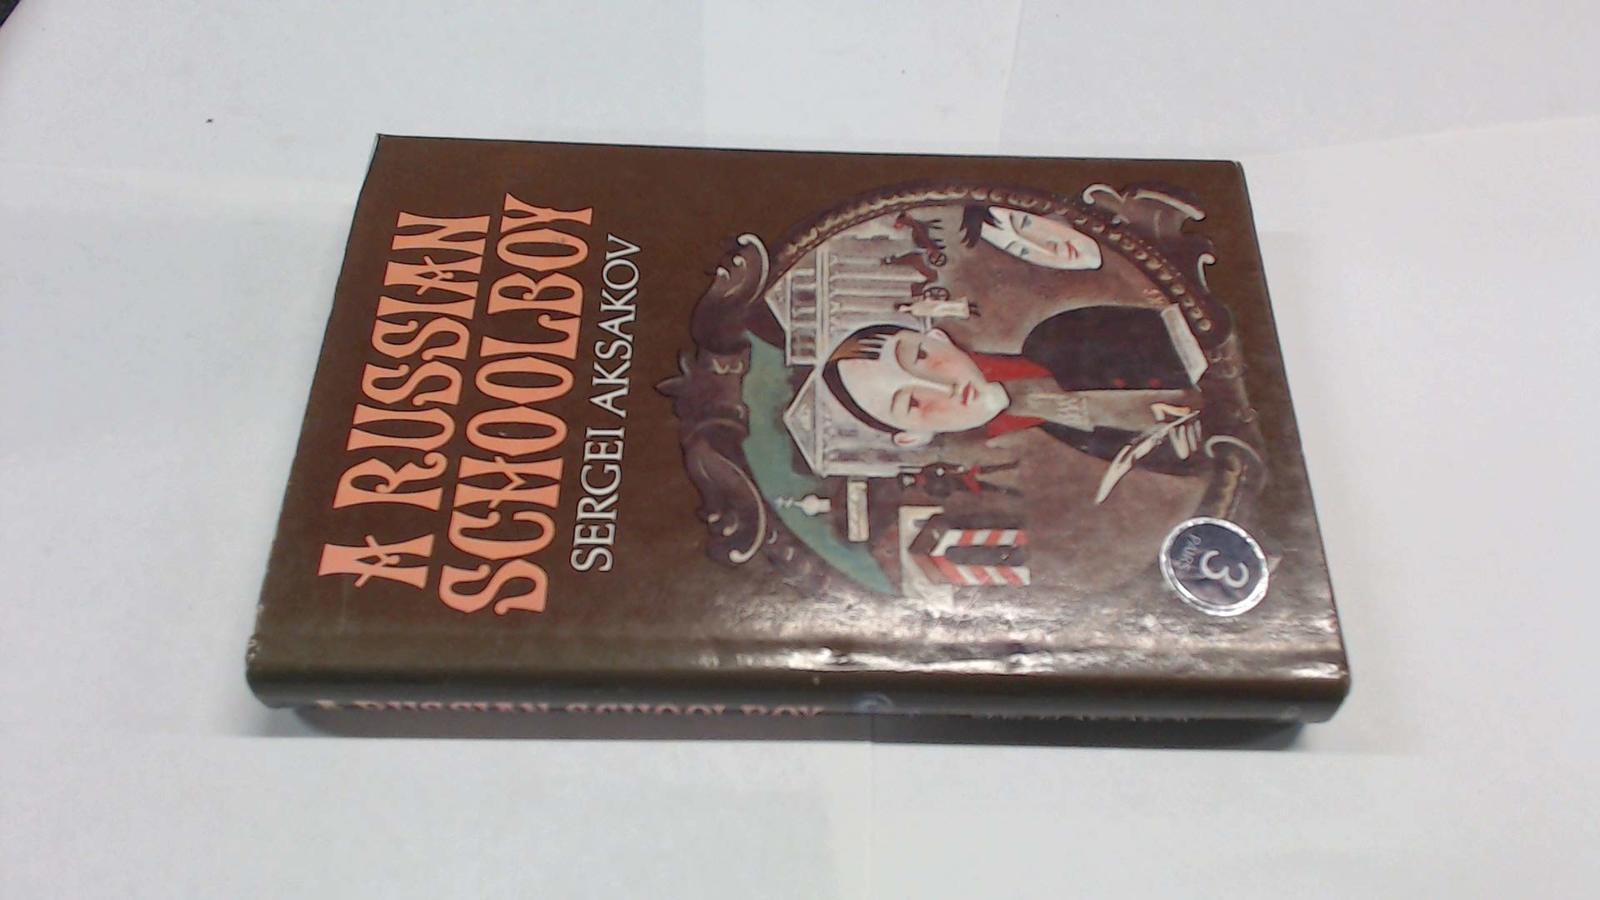 A RUSSIAN
SCHOOLBOY
SERGEI AKSAKOV
3
A RUSSIAN SCHOOLBOY